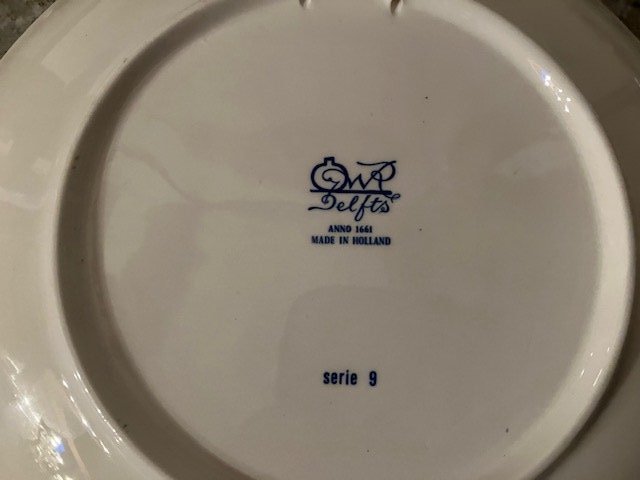 Delfts
ANNO 1661
MADE IN HOLLAND
serie 9